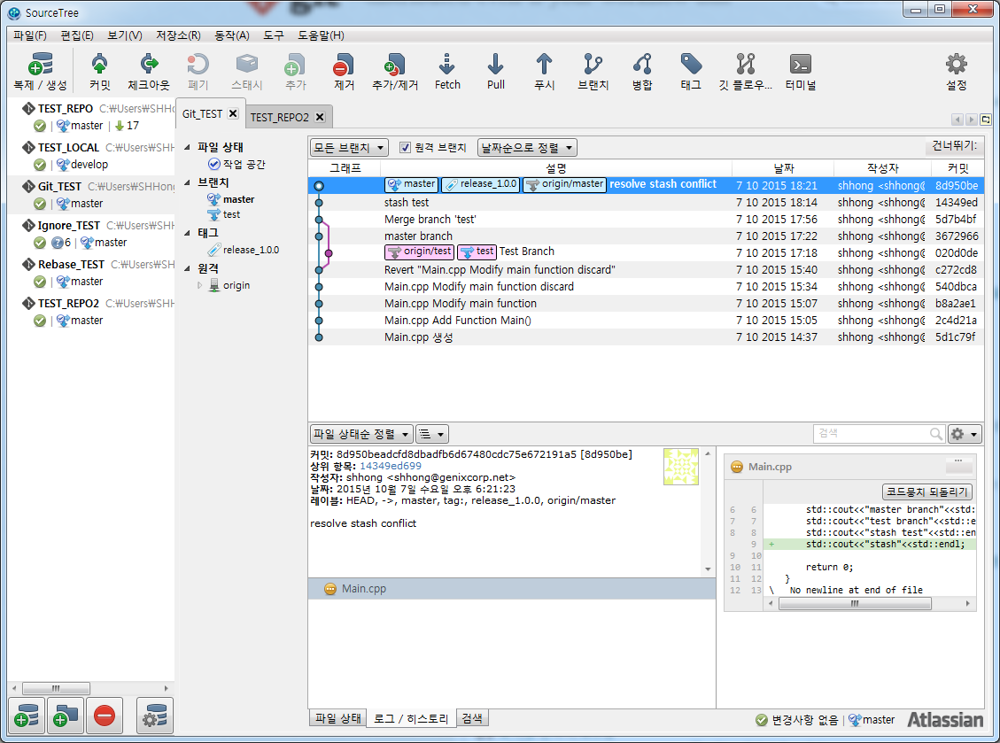 SourceTree
파일(F) 편집(E) 보기(V) 저장소(R) 동작(A) 도구 도움말(H)
복제 / 생성 커밋 체크아웃 폐기 스태시 추가 제거 추가/제거 Fetch Pull 푸시 브랜치 병합 태그 깃 플로우... 터미널 설정
TEST_REPO C:₩Users₩SHHo
master 17
TEST_LOCAL C:₩Users₩SHH
develop
Git_TEST C:₩Users₩SHHong
master
Ignore_TEST C:₩Users₩SHH
6 master
Rebase_TEST C:₩Users₩SHH
master
TEST_REPO2 C:₩Users₩SHH
master
Git_TEST TEST_REPO2
파일 상태
작업 공간
브랜치
master
test
태그
release_1.0.0
원격
origin
모든 브랜치 원격 브랜치 날짜순으로 정렬 건너뛰기:
그래프 설명 날짜 작성자 커밋
master release_1.0.0 origin/master resolve stash conflict 7 10 2015 18:21 shhong <shhong@ 8d950be
stash test 7 10 2015 18:14 shhong <shhong@ 14349ed
Merge branch 'test' 7 10 2015 17:56 shhong <shhong@ 5d7b4bf
master branch 7 10 2015 17:22 shhong <shhong@ 3672966
origin/test test Test Branch 7 10 2015 17:18 shhong <shhong@ 020d0de
Revert "Main.cpp Modify main function discard" 7 10 2015 15:40 shhong <shhong@ c272cd8
Main.cpp Modify main function discard 7 10 2015 15:34 shhong <shhong@ 540dbca
Main.cpp Modify main function 7 10 2015 15:07 shhong <shhong@ b8a2ae1
Main.cpp Add Function Main() 7 10 2015 15:05 shhong <shhong@ 2c4d21a
Main.cpp 생성 7 10 2015 14:37 shhong <shhong@ 5d1c79f
파일 상태순 정렬 검색
커밋: 8d950beadcfd8dbadfb6d67480cdc75e672191a5 [8d950be]
상위 항목: 14349ed699
작성자: shhong <shhong@genixcorp.net>
날짜: 2015년 10월 7일 수요일 오후 6:21:23
레이블: HEAD, ->, master, tag:, release_1.0.0, origin/master
resolve stash conflict
Main.cpp
Main.cpp
코드뭉치 되돌리기
6 6 std::cout<<"master branch"<<std:
7 7 std::cout<<"test branch"<<std::e
8 8 std::cout<<"stash test"<<std::en
9 + std::cout<<"stash"<<std::endl;
9 10
10 11 return 0;
11 12 }
12 13 \ No newline at end of file
파일 상태 로그 / 히스토리 검색
변경사항 없음 master Atlassian